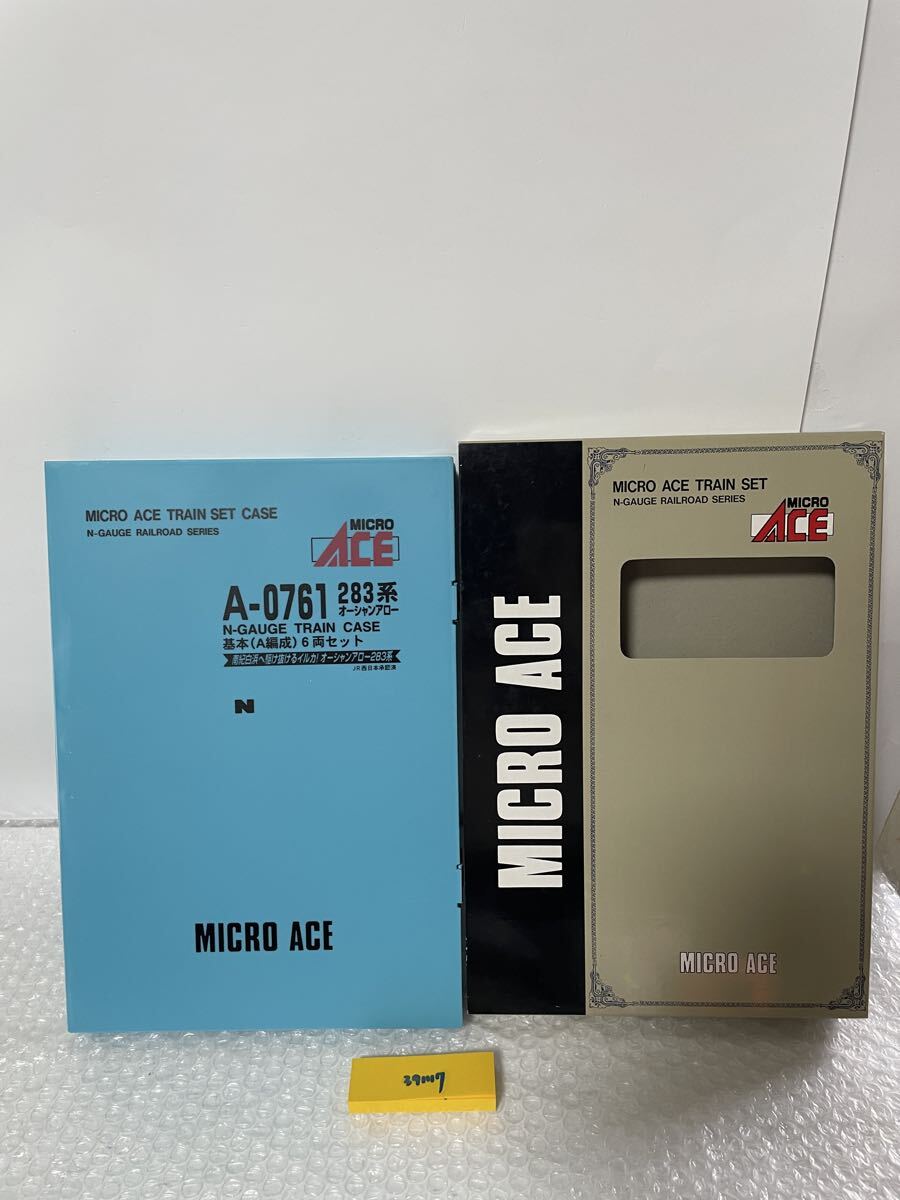 MICRO ACE TRAIN SET CASE
N-GAUGE RAILROAD SERIES
MICRO
ACE
A-0761 283系
オーシャンアロー
N-GAUGE TRAIN CASE
基本(A編成)6両セット
南紀白浜へ駆け抜けるイルカ!オーシャンアロー283系
JR西日本承認済
N
MICRO ACE
MICRO ACE
MICRO ACE TRAIN SET
N-GAUGE RAILROAD SERIES
MICRO
ACE
MICRO ACE